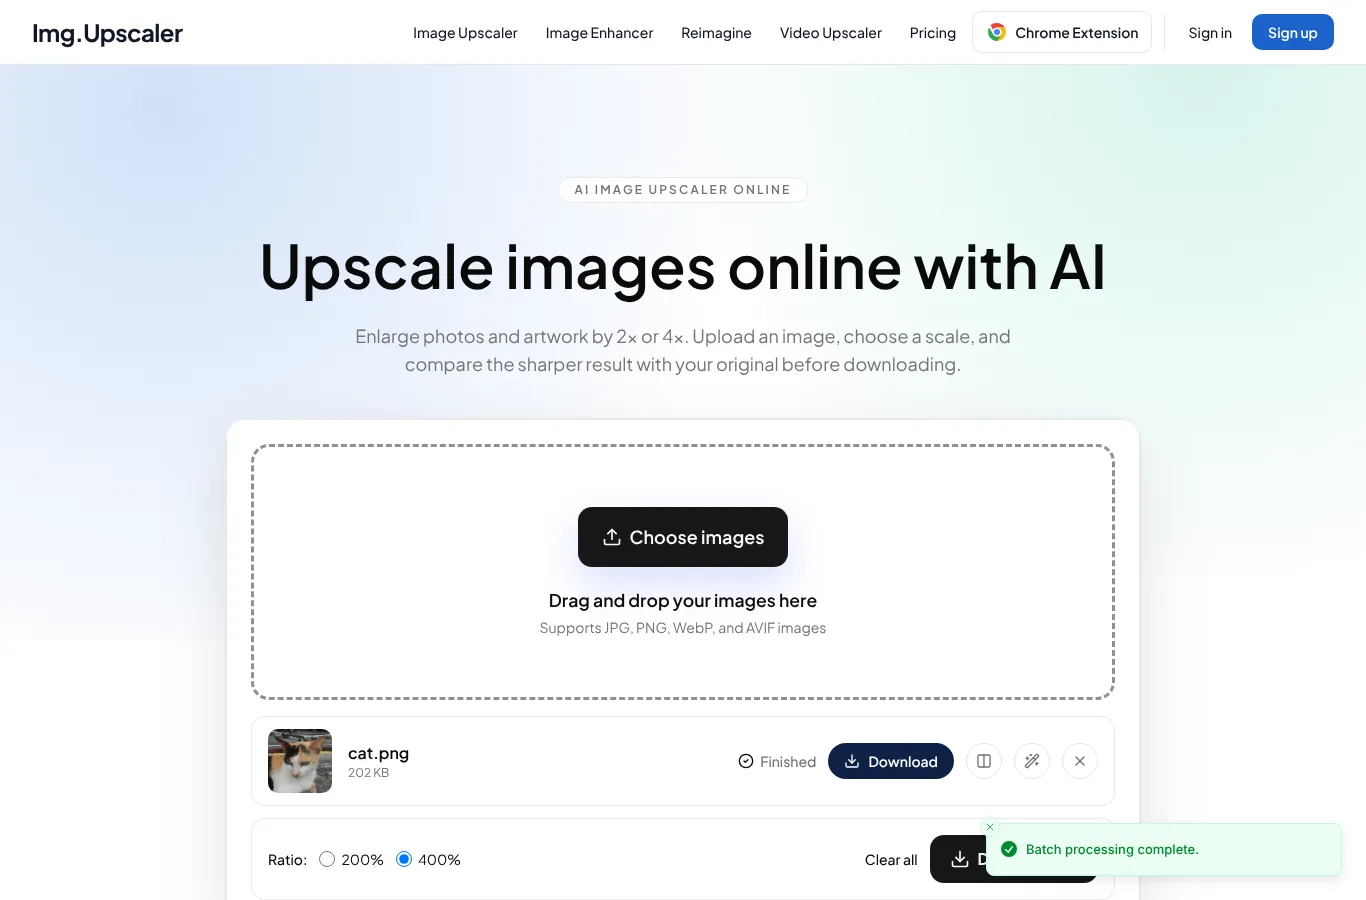 Img.Upscaler
Image Upscaler
Image Enhancer
Reimagine
Video Upscaler
Pricing
Chrome Extension
Sign in
Sign up
AI IMAGE UPSCALER ONLINE
Upscale images online with AI
Enlarge photos and artwork by 2× or 4×. Upload an image, choose a scale, and
compare the sharper result with your original before downloading.
Choose images
Drag and drop your images here
Supports JPG, PNG, WebP, and AVIF images
cat.png
202 KB
Finished
Download
Ratio:
200%
400%
Clear all
Batch processing complete.